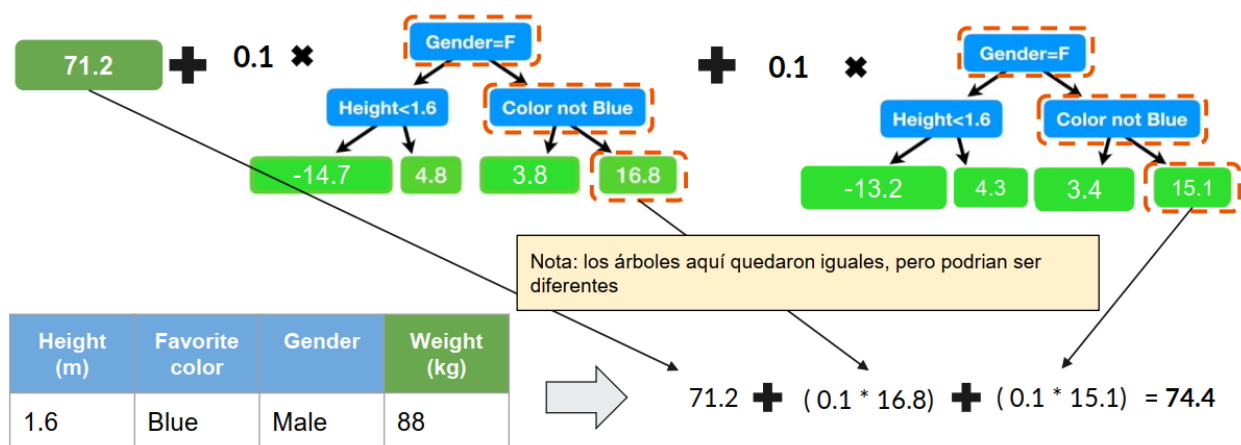 71.2 ✚ 0.1 ✖ Gender=F ✚ 0.1 ✖ Gender=F
Height<1.6 Color not Blue Height<1.6 Color not Blue
-14.7 4.8 3.8 16.8 -13.2 4.3 3.4 15.1
Nota: los árboles aquí quedaron iguales, pero podrian ser
diferentes
Height
(m)
Favorite
color
Gender
Weight
(kg)
1.6 Blue Male 88
71.2 ✚ ( 0.1 * 16.8) ✚ ( 0.1 * 15.1) = 74.4